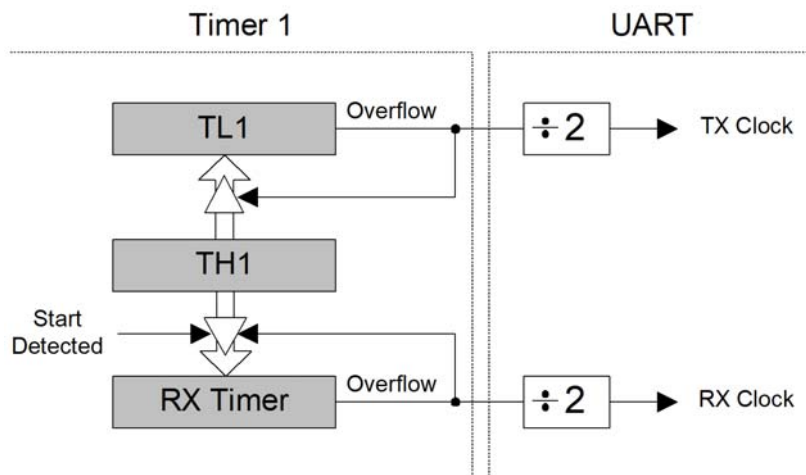 Timer 1
UART
TL1
Overflow
÷2
TX Clock
TH1
Start
Detected
RX Timer
Overflow
÷2
RX Clock